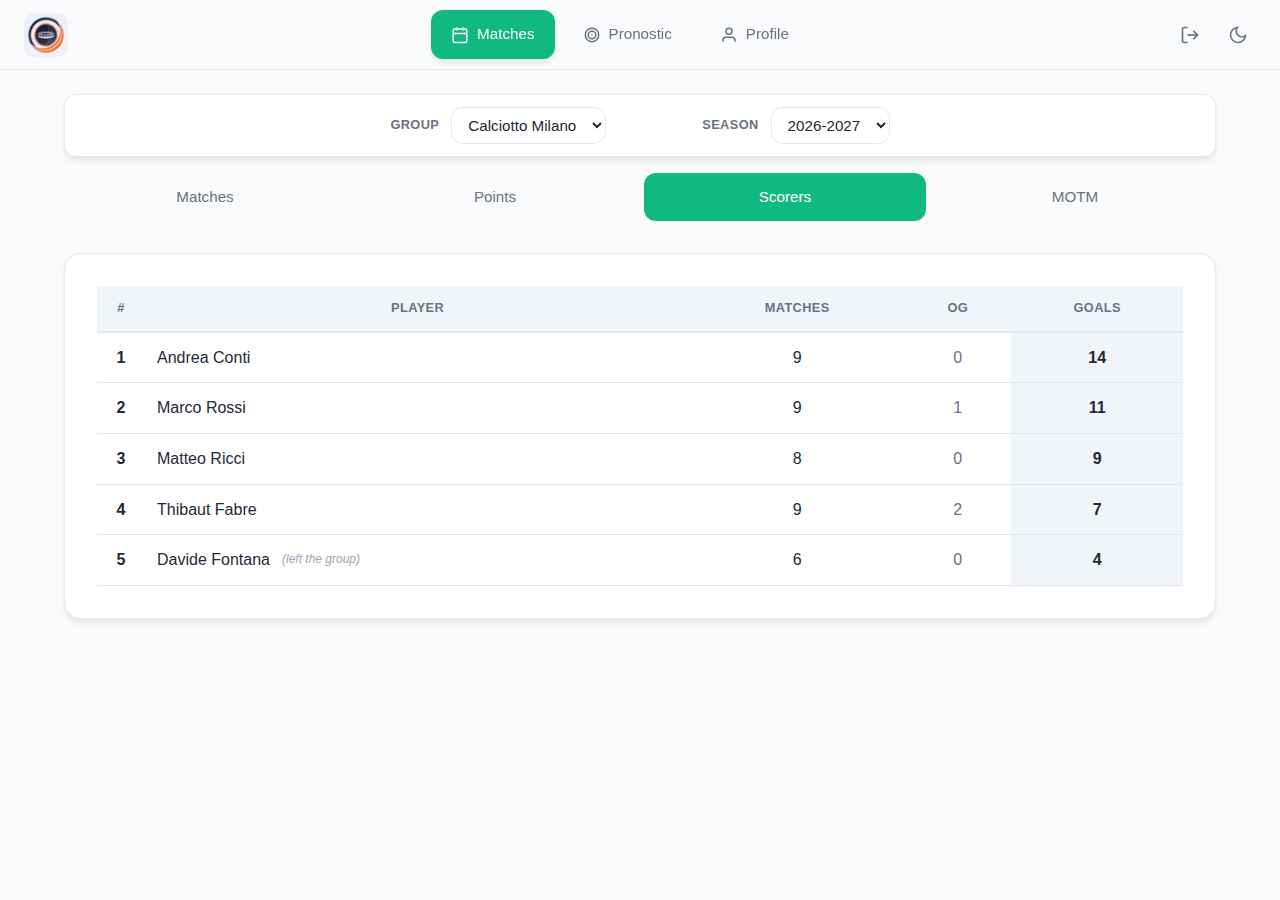 Matches Pronostic Profile
GROUP Calciotto Milano SEASON 2026-2027
Matches Points Scorers MOTM
# PLAYER MATCHES OG GOALS
1 Andrea Conti 9 0 14
2 Marco Rossi 9 1 11
3 Matteo Ricci 8 0 9
4 Thibaut Fabre 9 2 7
5 Davide Fontana (left the group) 6 0 4